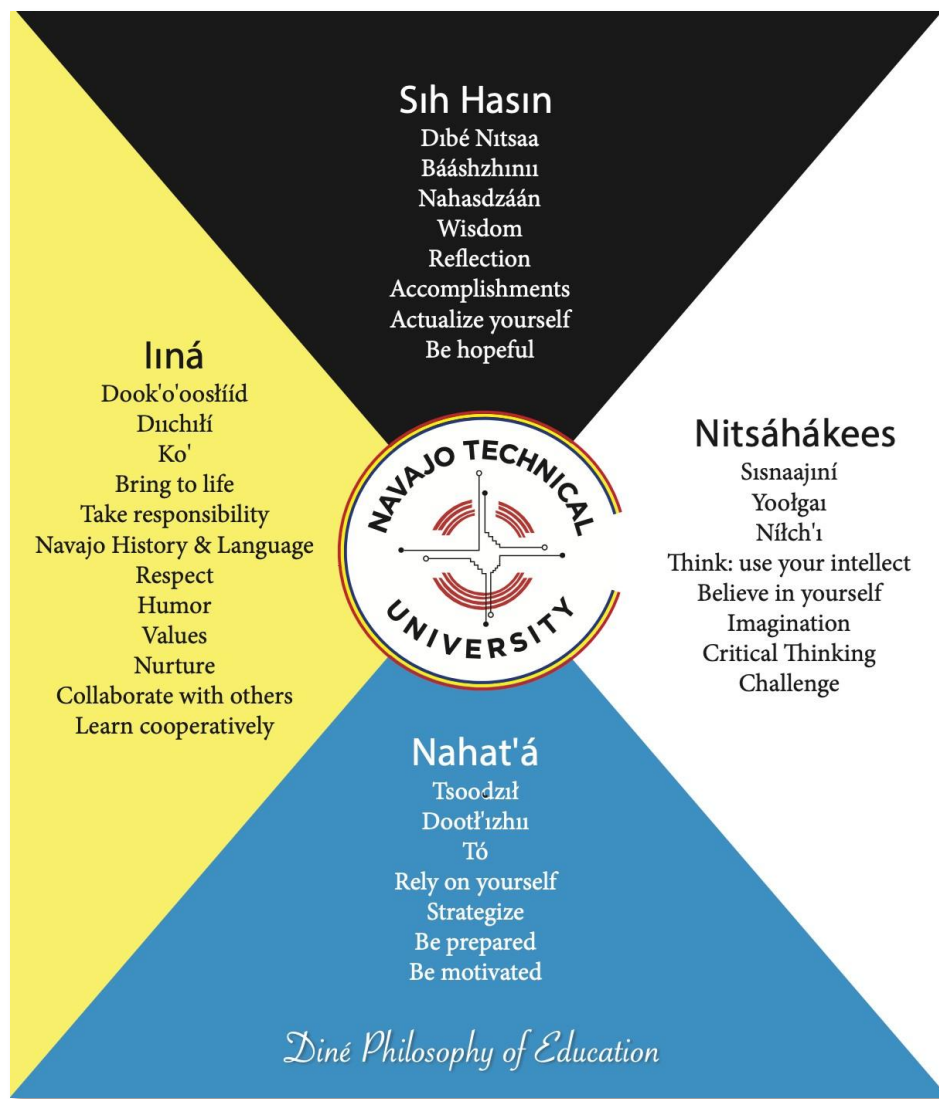 Sıh Hasın
Dıbé Nıtsaa
Bááshzhınıı
Nahasdzáán
Wisdom
Reflection
Accomplishments
Actualize yourself
Be hopeful
Iıná
Dook'o'oosłííd
Dııchıłí
Ko'
Bring to life
Take responsibility
Navajo History & Language
Respect
Humor
Values
Nurture
Collaborate with others
Learn cooperatively
NAVAJO TECHNICAL
UNIVERSITY
Nitsáhákees
Sısnaajıní
Yoołgaı
Níłch'ı
Think: use your intellect
Believe in yourself
Imagination
Critical Thinking
Challenge
Nahat'á
Tsoodzıł
Dootł'ızhıı
Tó
Rely on yourself
Strategize
Be prepared
Be motivated
Diné Philosophy of Education